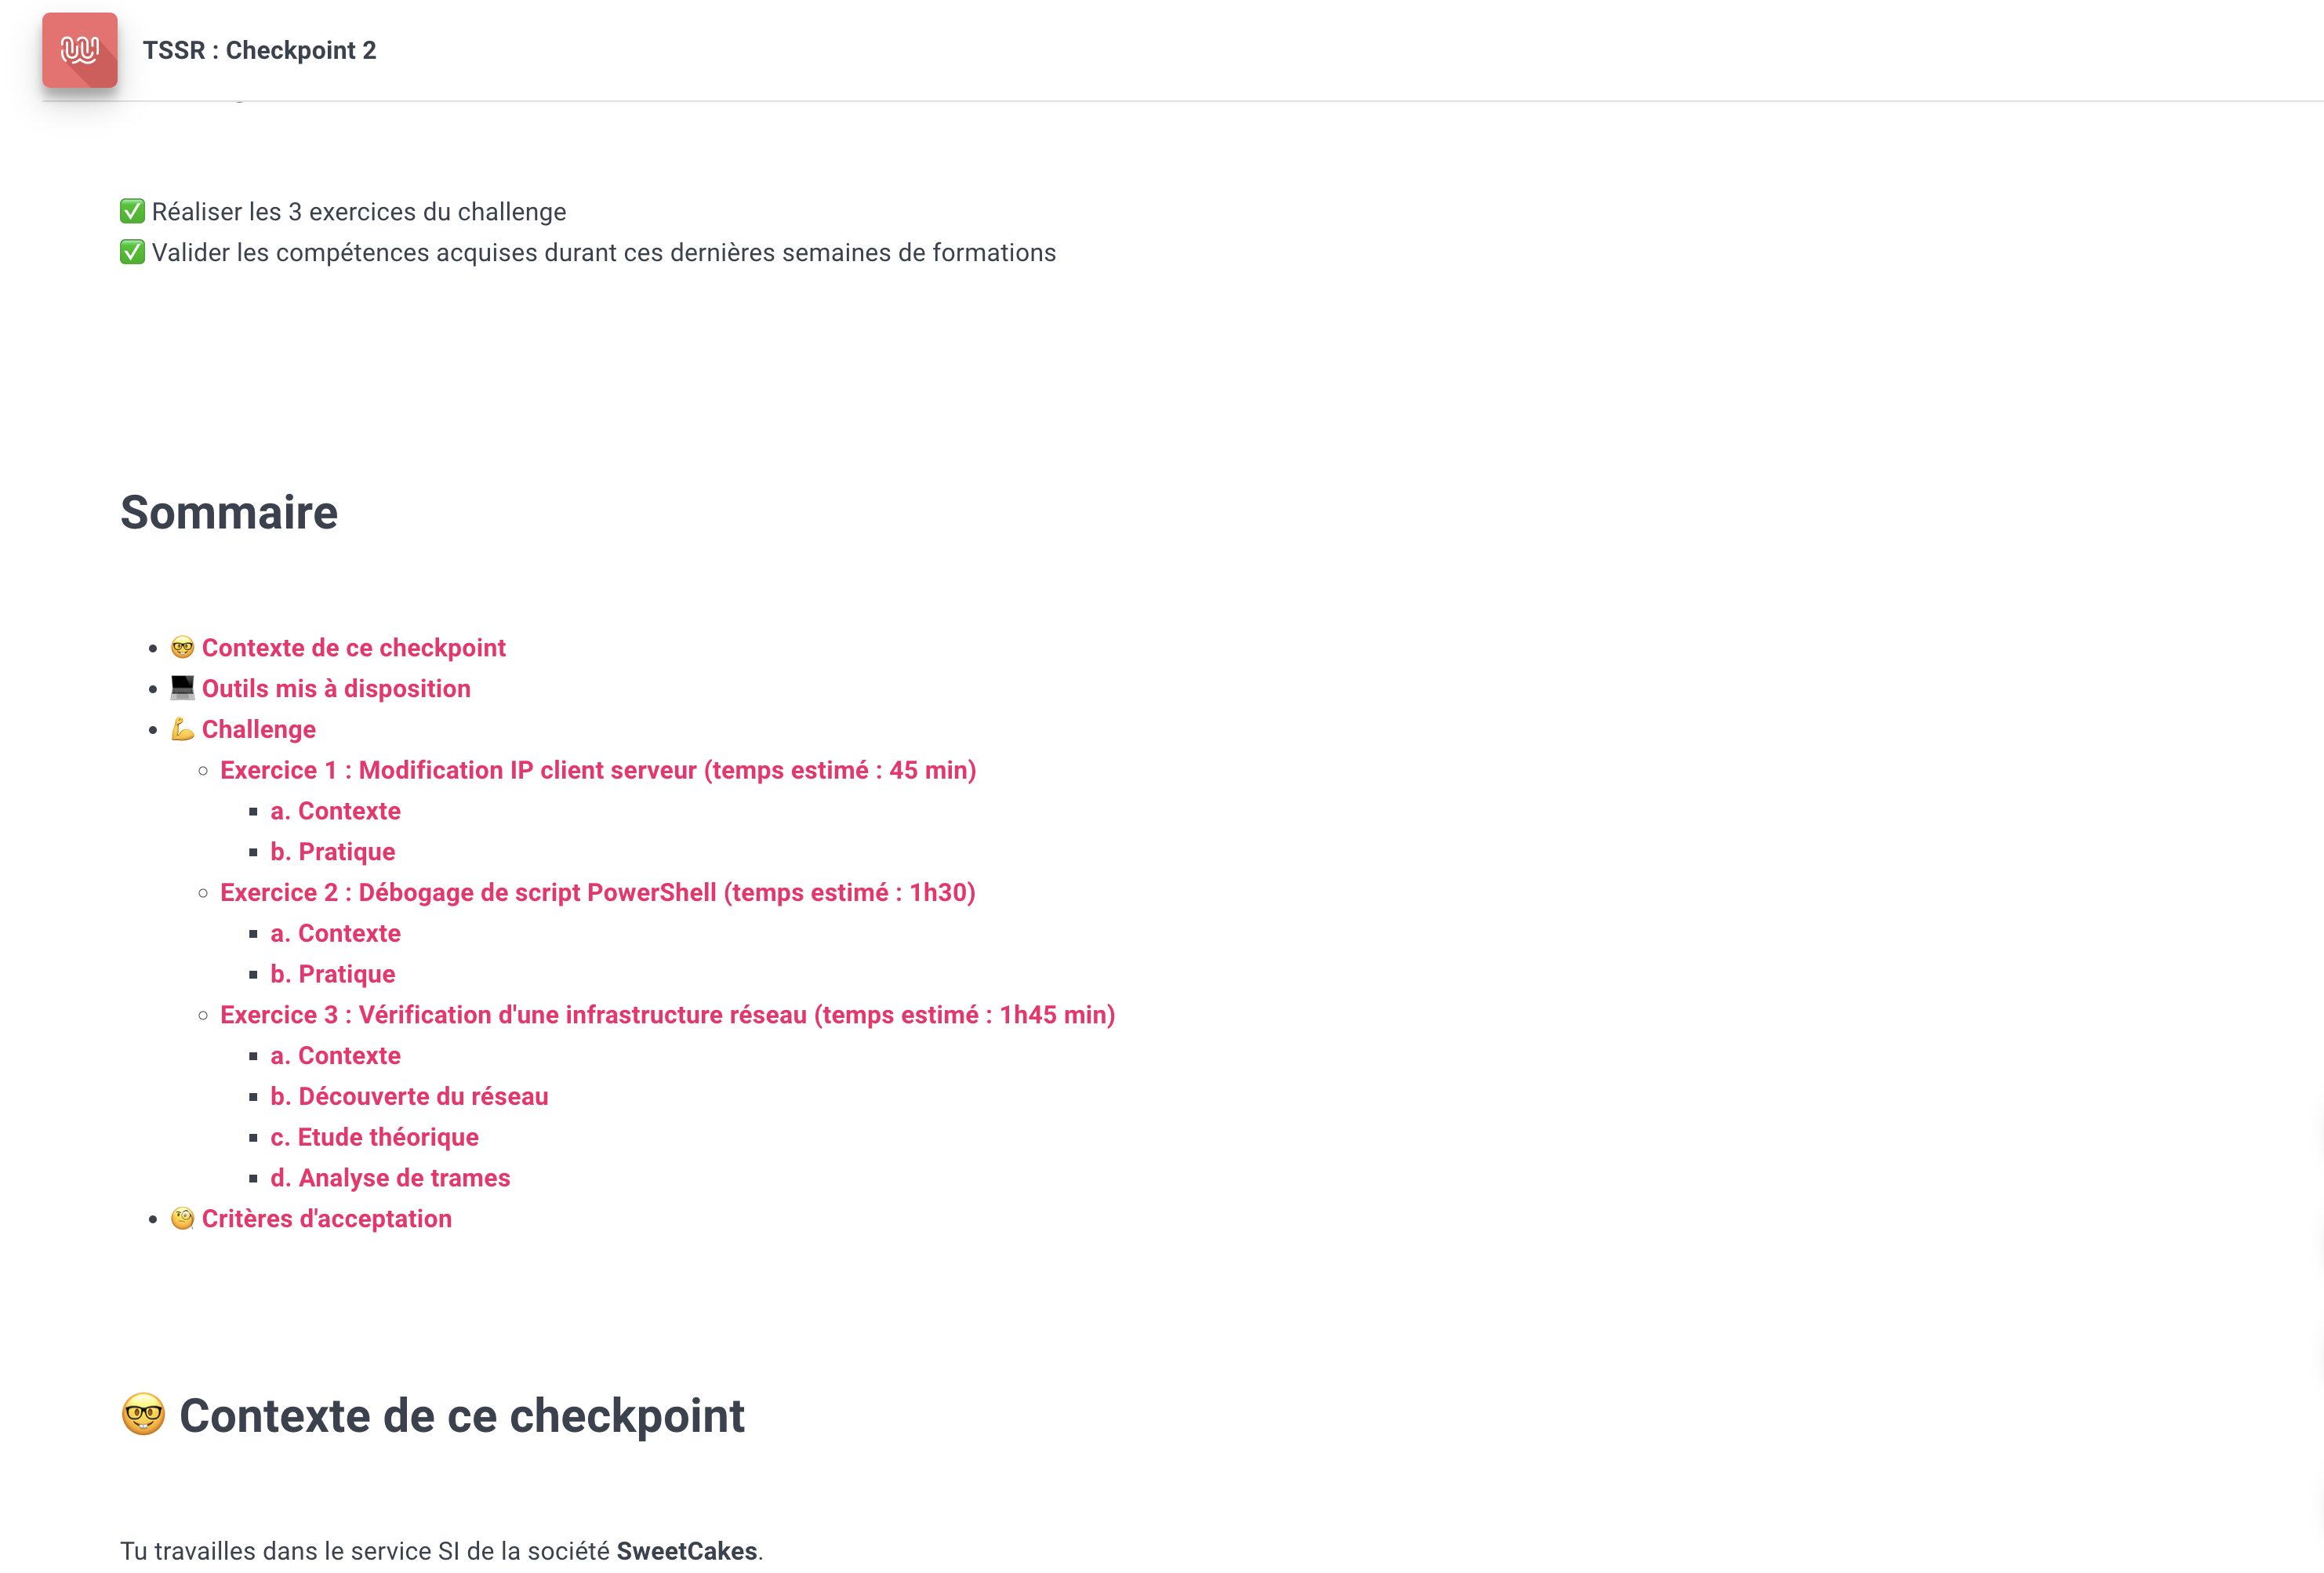 TSSR : Checkpoint 2
✅ Réaliser les 3 exercices du challenge
✅ Valider les compétences acquises durant ces dernières semaines de formations
Sommaire
🤓 Contexte de ce checkpoint
💻 Outils mis à disposition
💪 Challenge
Exercice 1 : Modification IP client serveur (temps estimé : 45 min)
a. Contexte
b. Pratique
Exercice 2 : Débogage de script PowerShell (temps estimé : 1h30)
a. Contexte
b. Pratique
Exercice 3 : Vérification d'une infrastructure réseau (temps estimé : 1h45 min)
a. Contexte
b. Découverte du réseau
c. Etude théorique
d. Analyse de trames
🧐 Critères d'acceptation
🤓 Contexte de ce checkpoint
Tu travailles dans le service SI de la société SweetCakes.